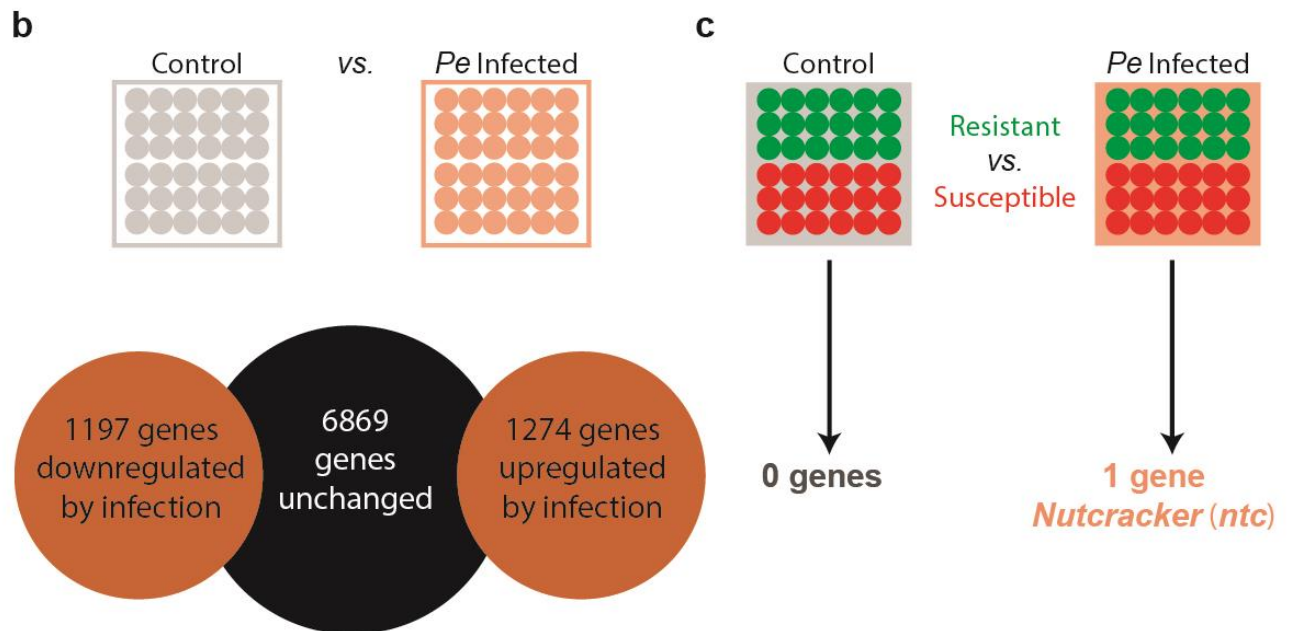 b
Control
vs.
Pe Infected
1197 genes
downregulated
by infection
6869
genes
unchanged
1274 genes
upregulated
by infection
c
Control
Pe Infected
Resistant
vs.
Susceptible
0 genes
1 gene
Nutcracker (ntc)